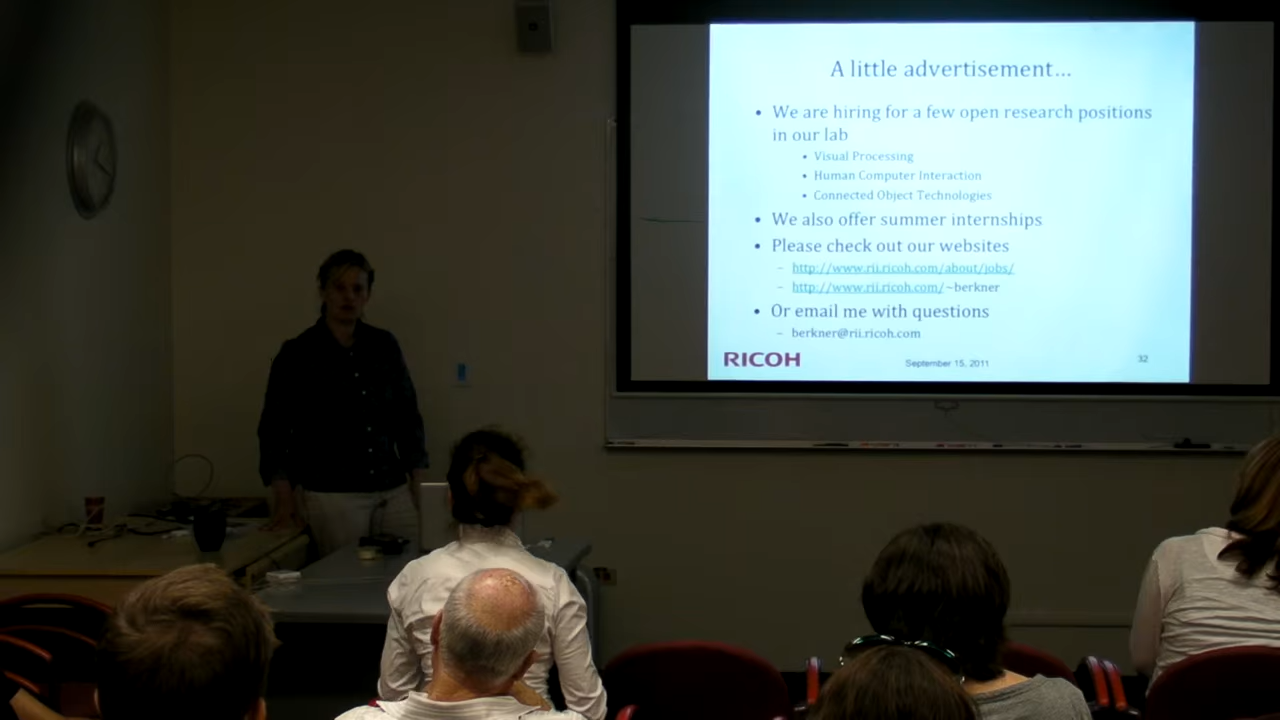 A little advertisement...
• We are hiring for a few open research positions
in our lab
• Visual Processing
• Human Computer Interaction
• Connected Object Technologies
• We also offer summer internships
• Please check out our websites
– http://www.rii.ricoh.com/about/jobs/
– http://www.rii.ricoh.com/~berkner
• Or email me with questions
– berkner@rii.ricoh.com
RICOH
September 15, 2011
32